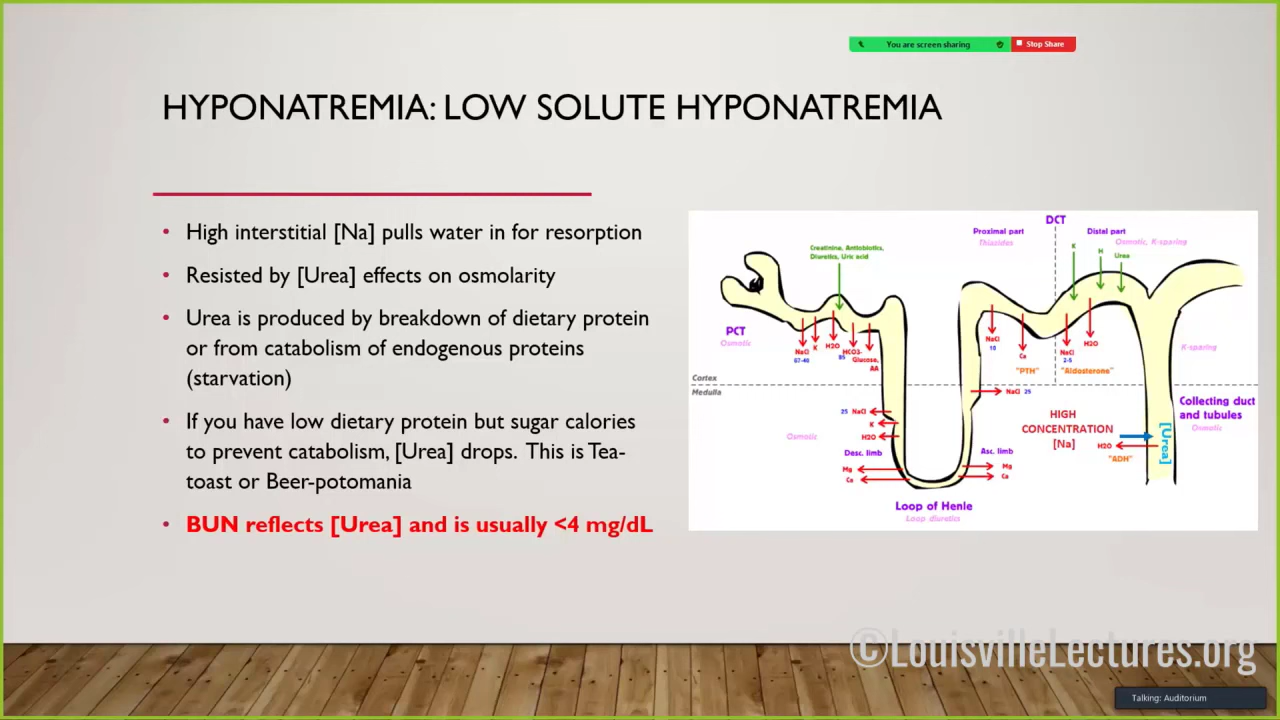 You are screen sharing
Stop Share
HYPONATREMIA: LOW SOLUTE HYPONATREMIA
• High interstitial [Na] pulls water in for resorption
• Resisted by [Urea] effects on osmolarity
• Urea is produced by breakdown of dietary protein
or from catabolism of endogenous proteins
(starvation)
• If you have low dietary protein but sugar calories
to prevent catabolism, [Urea] drops. This is Tea-
toast or Beer-potomania
• BUN reflects [Urea] and is usually <4 mg/dL
DCT
Proximal part
Thiazides
Distal part
Osmotic, K-sparing
Creatinine, Antibiotics,
Diuretics, Uric acid
K
H
Urea
PCT
Osmotic
NaCl
67-40
K
H2O
HCO3-
85
Glucose,
AA
NaCl
10
Ca
"PTH"
NaCl
2-5
H2O
"Aldosterone"
K-sparing
Cortex
Medulla
NaCl 25
25 NaCl
K
H2O
Osmotic
Desc. limb
Mg
Ca
Asc. limb
Mg
Ca
Loop of Henle
Loop diuretics
HIGH
CONCENTRATION
[Na]
H2O
"ADH"
[Urea]
Collecting duct
and tubules
Osmotic
©LouisvilleLectures.org
Talking: Auditorium